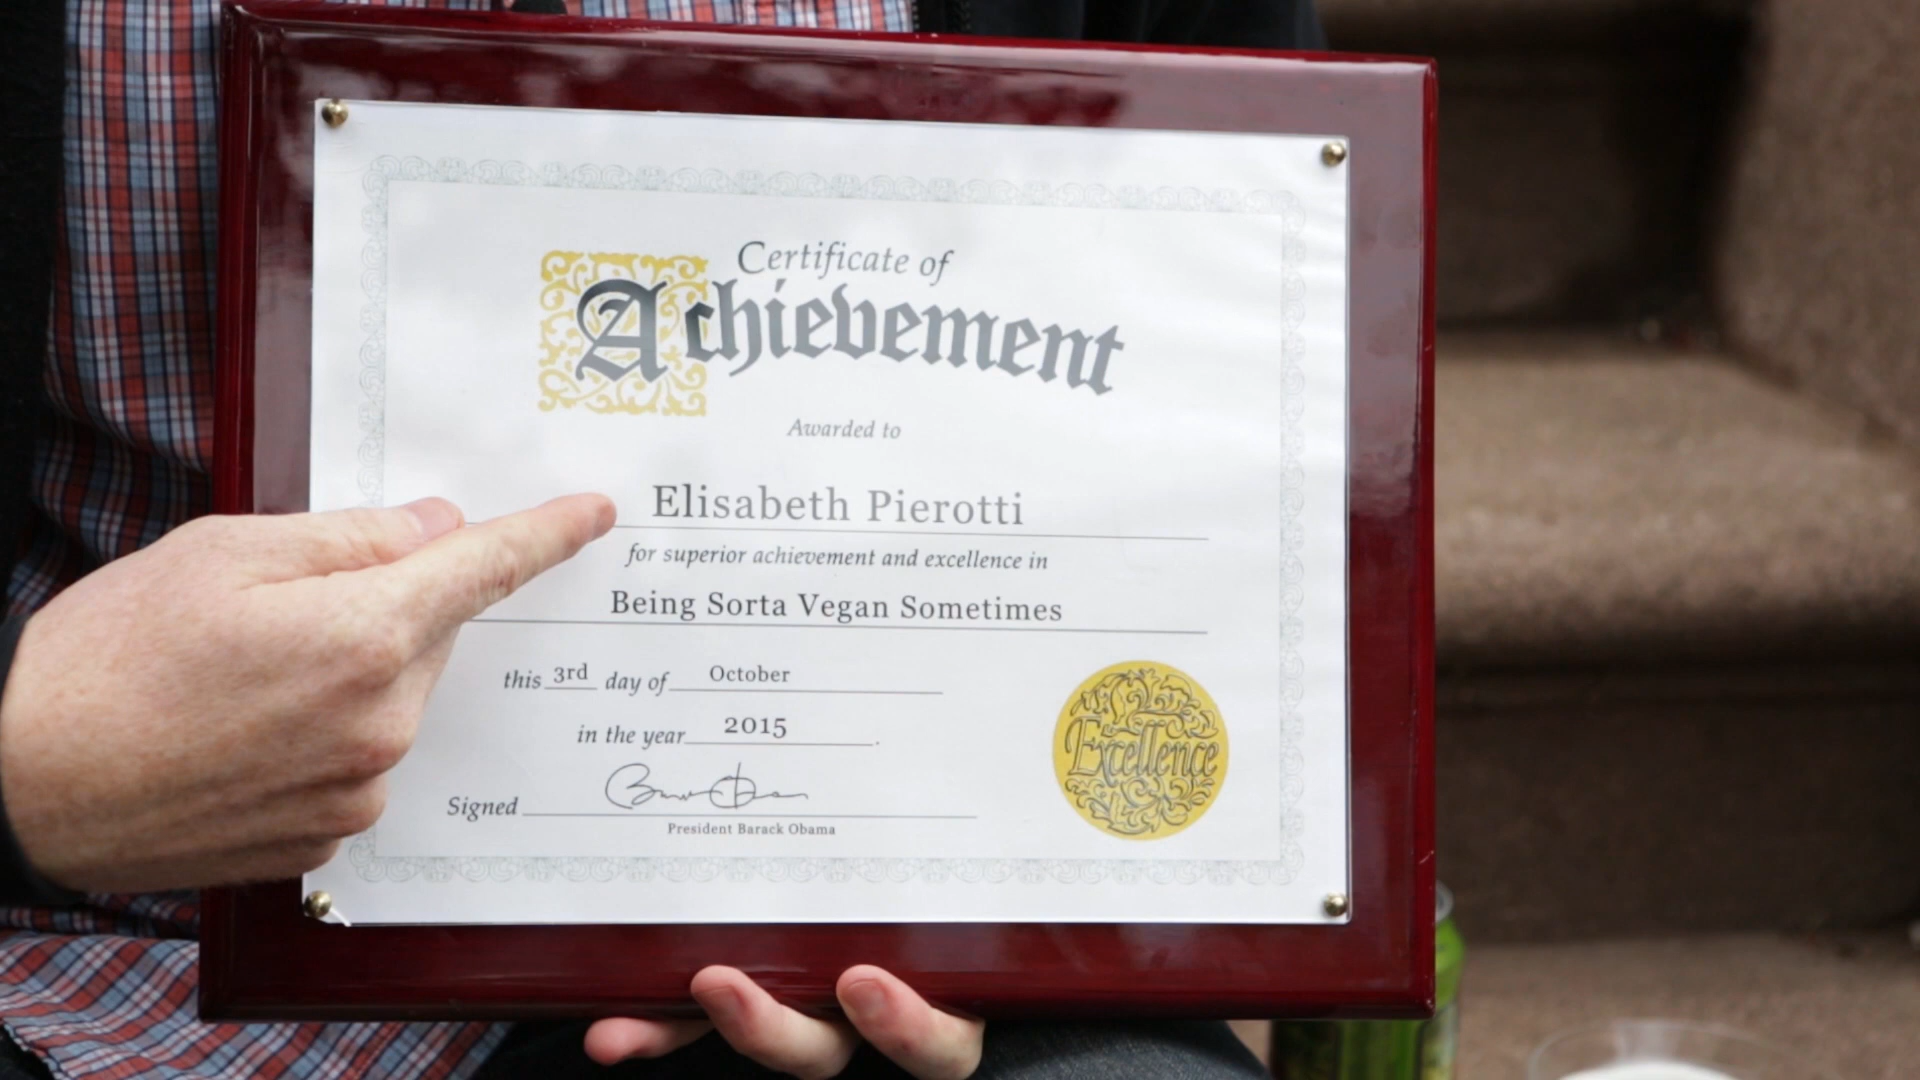 Certificate of
Achievement
Awarded to
Elisabeth Pierotti
for superior achievement and excellence in
Being Sorta Vegan Sometimes
this 3rd day of October
in the year 2015.
Signed
President Barack Obama
Excellence